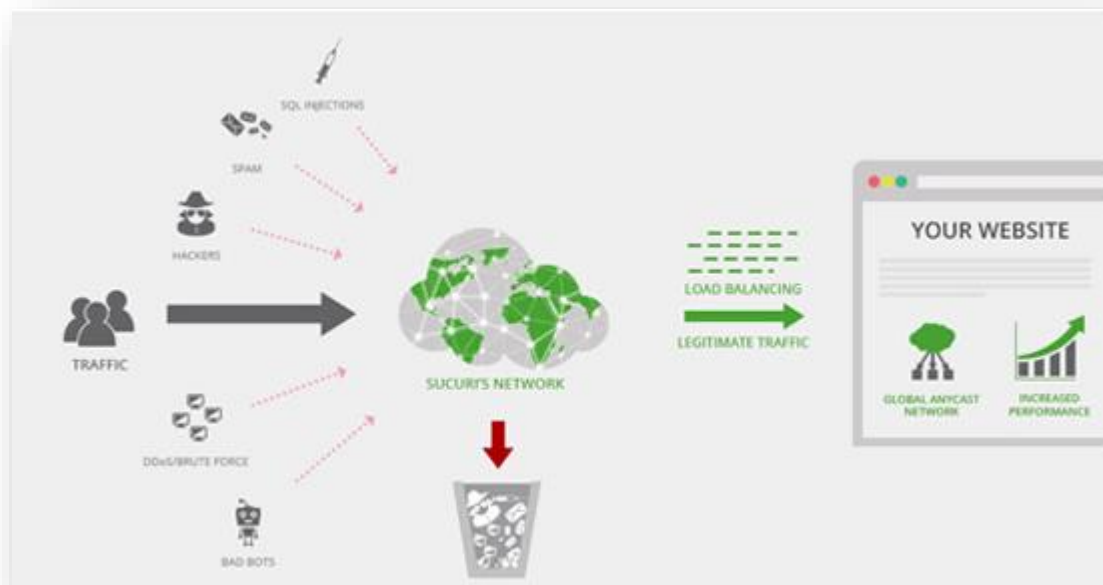 SQL INJECTIONS
SPAM
HACKERS
TRAFFIC
DDoS/BRUTE FORCE
BAD BOTS
SUCURI'S NETWORK
LOAD BALANCING
LEGITIMATE TRAFFIC
YOUR WEBSITE
GLOBAL ANYCAST
NETWORK
INCREASED
PERFORMANCE